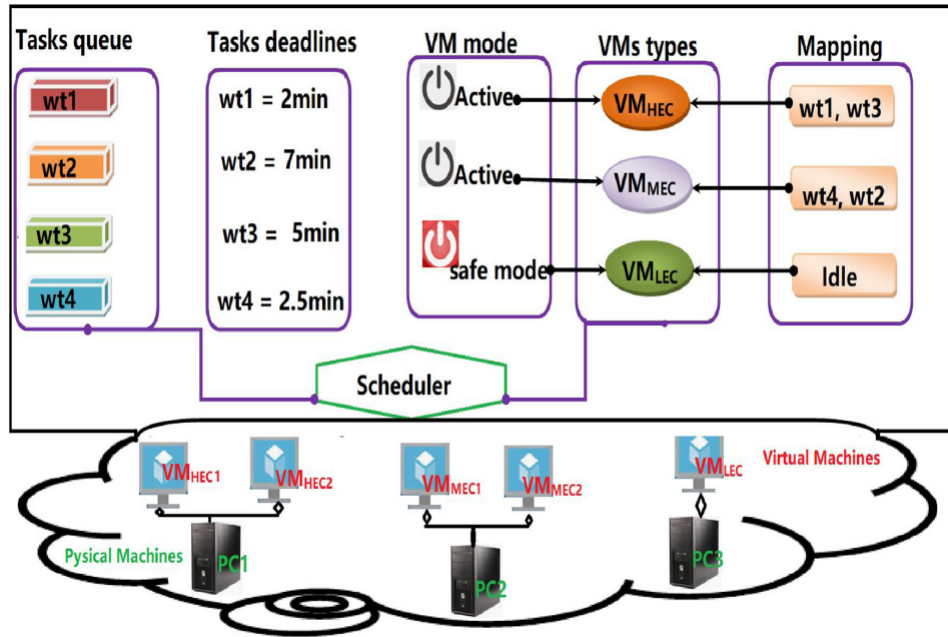 Tasks queue
wt1
wt2
wt3
wt4
Tasks deadlines
wt1 = 2min
wt2 = 7min
wt3 = 5min
wt4 = 2.5min
VM mode
Active
Active
safe mode
VMs types
VMHEC
VMMEC
VMLEC
Mapping
wt1, wt3
wt4, wt2
Idle
Scheduler
VMHEC1
VMHEC2
VMMEC1
VMMEC2
VMLEC
Virtual Machines
Pysical Machines
PC1
PC2
PC3